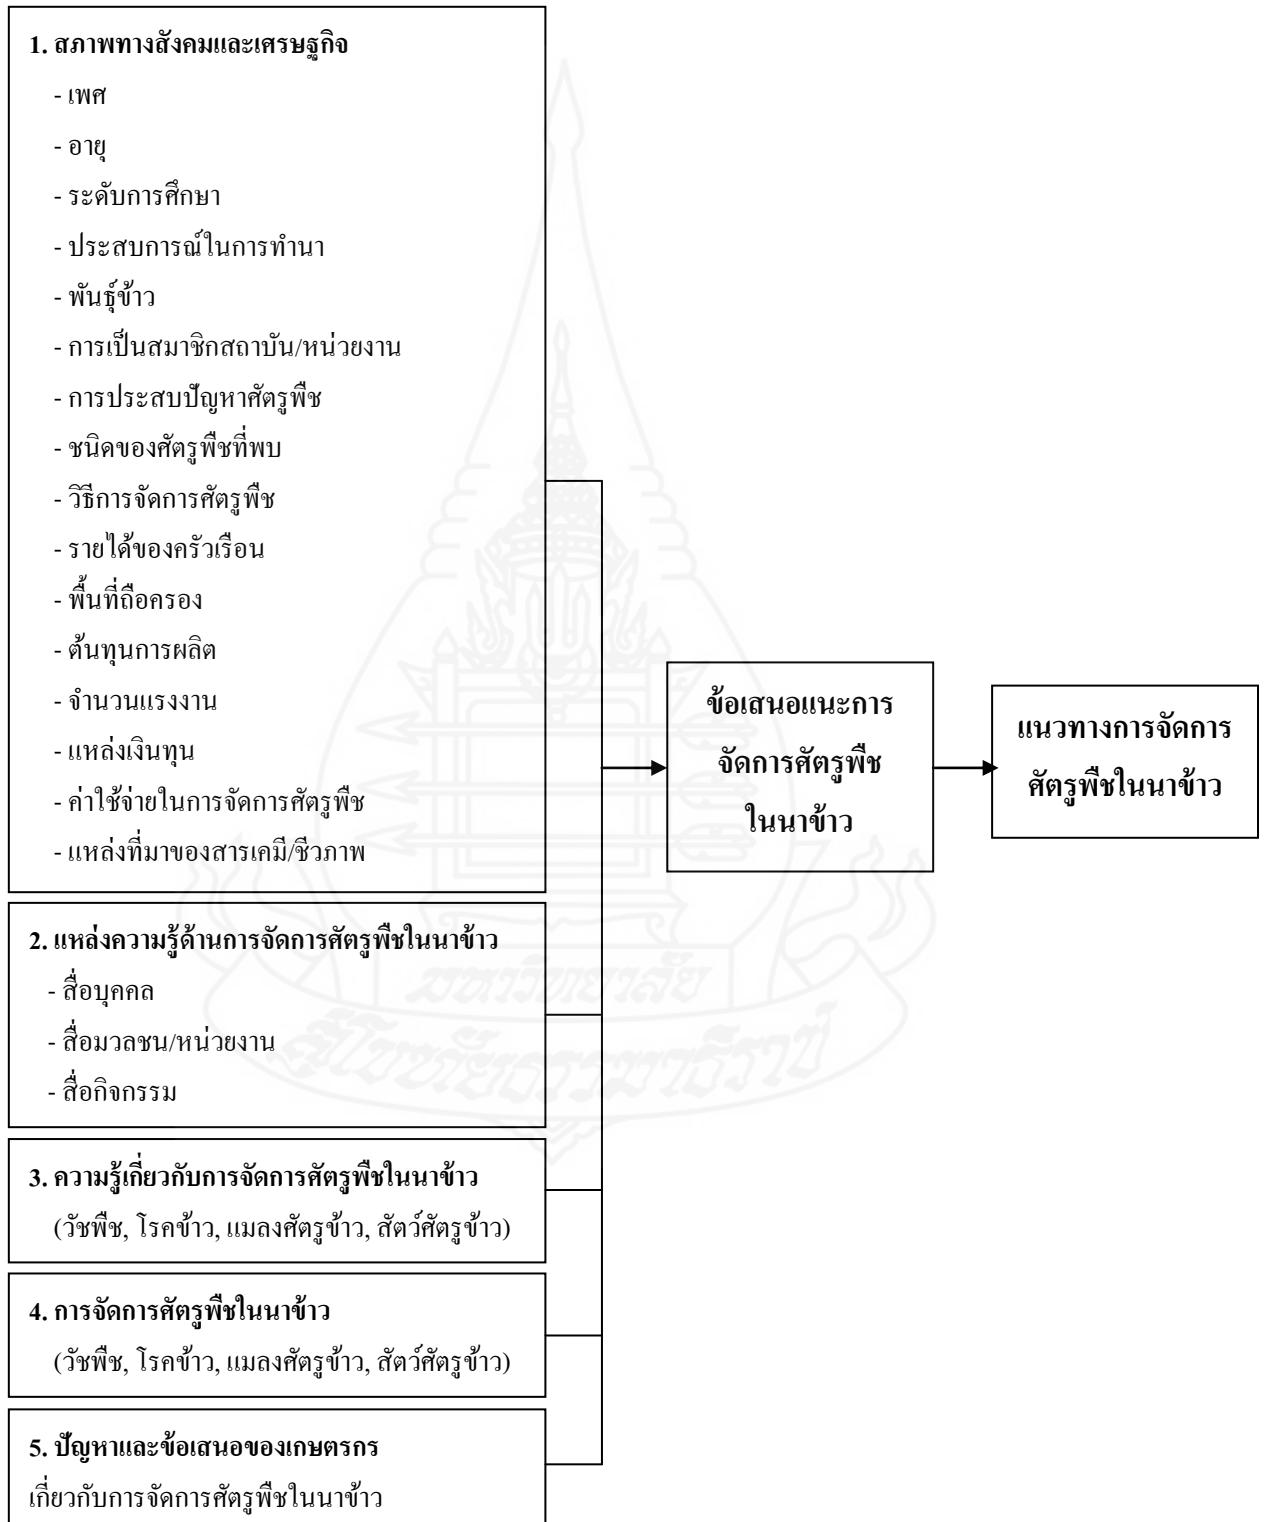 1. สภาพทางสังคมและเศรษฐกิจ
- เพศ
- อายุ
- ระดับการศึกษา
- ประสบการณ์ในการทำนา
- พันธุ์ข้าว
- การเป็นสมาชิกสถาบัน/หน่วยงาน
- การประสบปัญหาศัตรูพืช
- ชนิดของศัตรูพืชที่พบ
- วิธีการจัดการศัตรูพืช
- รายได้ของครัวเรือน
- พื้นที่ถือครอง
- ต้นทุนการผลิต
- จำนวนแรงงาน
- แหล่งเงินทุน
- ค่าใช้จ่ายในการจัดการศัตรูพืช
- แหล่งที่มาของสารเคมี/ชีวภาพ
2. แหล่งความรู้ด้านการจัดการศัตรูพืชในนาข้าว
- สื่อบุคคล
- สื่อมวลชน/หน่วยงาน
- สื่อกิจกรรม
3. ความรู้เกี่ยวกับการจัดการศัตรูพืชในนาข้าว
(วัชพืช, โรคข้าว, แมลงศัตรูข้าว, สัตว์ศัตรูข้าว)
4. การจัดการศัตรูพืชในนาข้าว
(วัชพืช, โรคข้าว, แมลงศัตรูข้าว, สัตว์ศัตรูข้าว)
5. ปัญหาและข้อเสนอของเกษตรกร
เกี่ยวกับการจัดการศัตรูพืชในนาข้าว
ข้อเสนอแนะการ
จัดการศัตรูพืช
ในนาข้าว
แนวทางการจัดการ
ศัตรูพืชในนาข้าว
มหาวิทยาลัย
สุโขทัยธรรมาธิราช